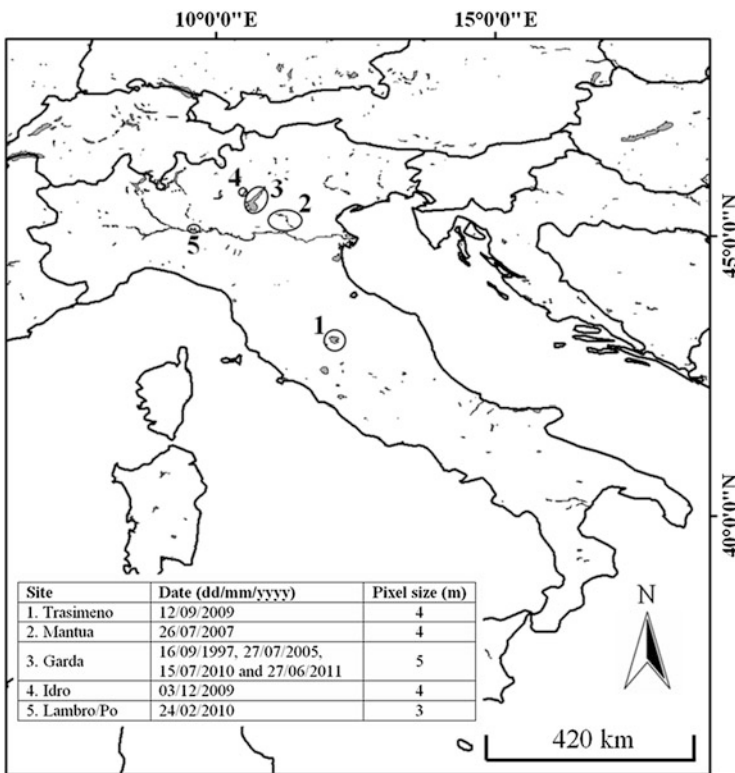 10°0'0"E 15°0'0"E
4
3
2
5
45°0'0"N
1
40°0'0"N
Site Date (dd/mm/yyyy) Pixel size (m)
1. Trasimeno 12/09/2009 4
2. Mantua 26/07/2007 4
3. Garda 16/09/1997, 27/07/2005, 5
15/07/2010 and 27/06/2011
4. Idro 03/12/2009 4
5. Lambro/Po 24/02/2010 3
N
420 km